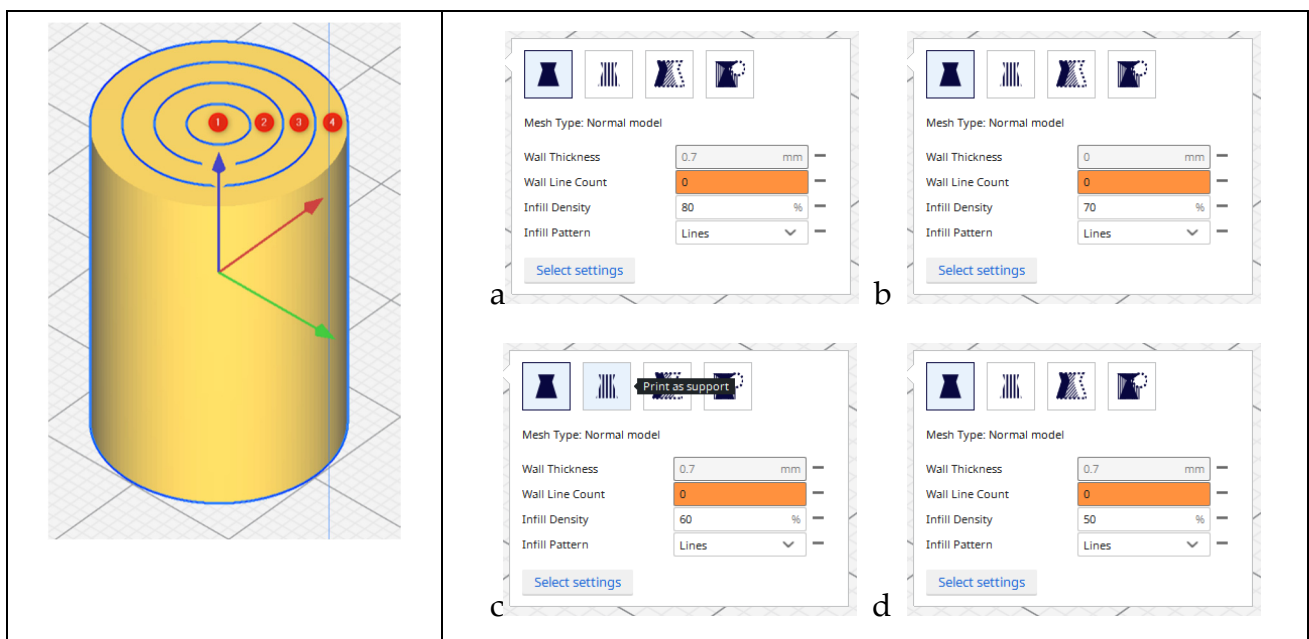 1 2 3 4
Mesh Type: Normal model
Wall Thickness 0.7 mm
Wall Line Count 0
Infill Density 80 %
Infill Pattern Lines
Select settings
a
Mesh Type: Normal model
Wall Thickness 0 mm
Wall Line Count 0
Infill Density 70 %
Infill Pattern Lines
Select settings
b
Print as support
Mesh Type: Normal model
Wall Thickness 0.7 mm
Wall Line Count 0
Infill Density 60 %
Infill Pattern Lines
Select settings
c
Mesh Type: Normal model
Wall Thickness 0.7 mm
Wall Line Count 0
Infill Density 50 %
Infill Pattern Lines
Select settings
d